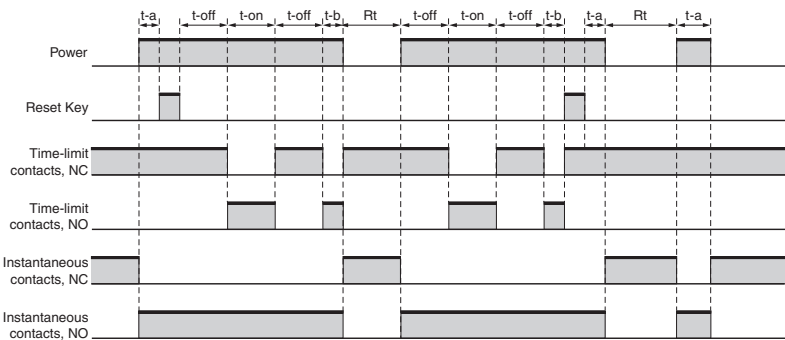 t-a t-off t-on t-off t-b Rt t-off t-on t-off t-b t-a Rt t-a
Power
Reset Key
Time-limit
contacts, NC
Time-limit
contacts, NO
Instantaneous
contacts, NC
Instantaneous
contacts, NO